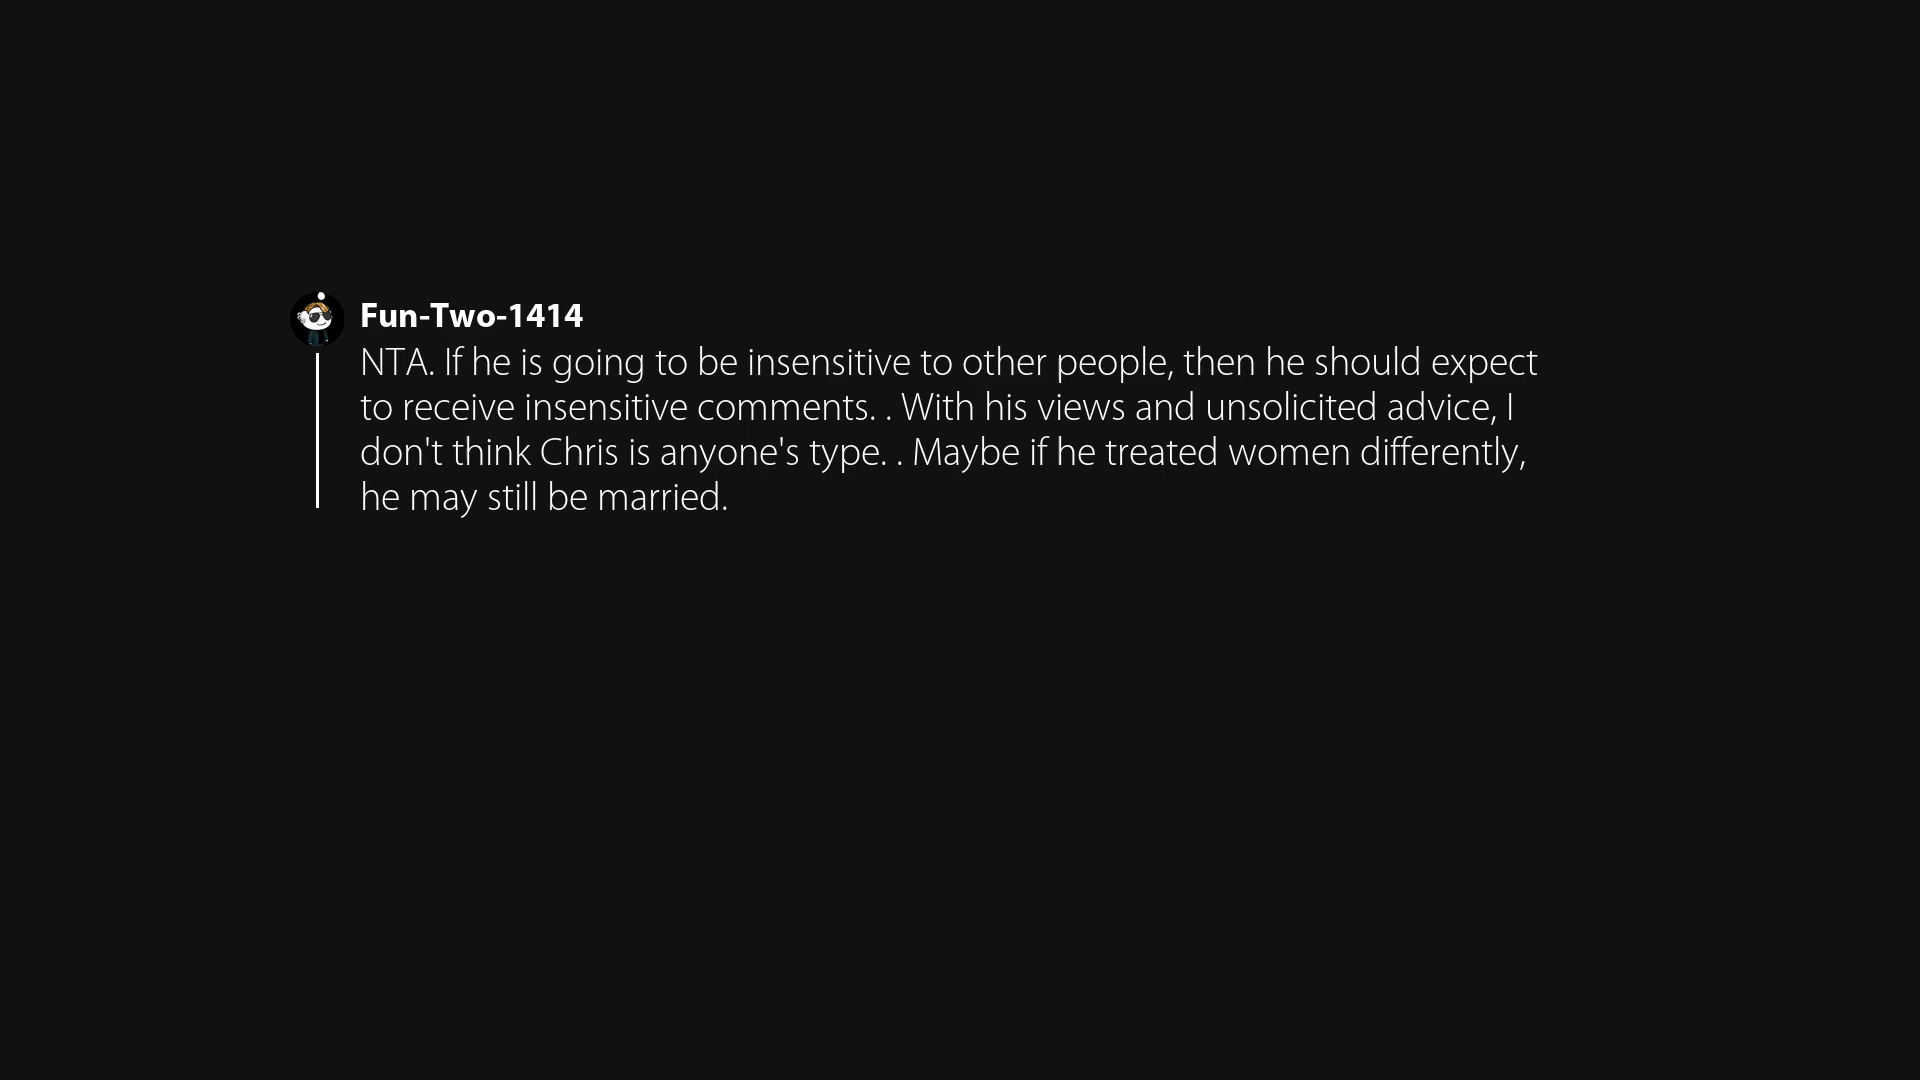 Fun-Two-1414
NTA. If he is going to be insensitive to other people, then he should expect
to receive insensitive comments. . With his views and unsolicited advice, I
don't think Chris is anyone's type. . Maybe if he treated women differently,
he may still be married.